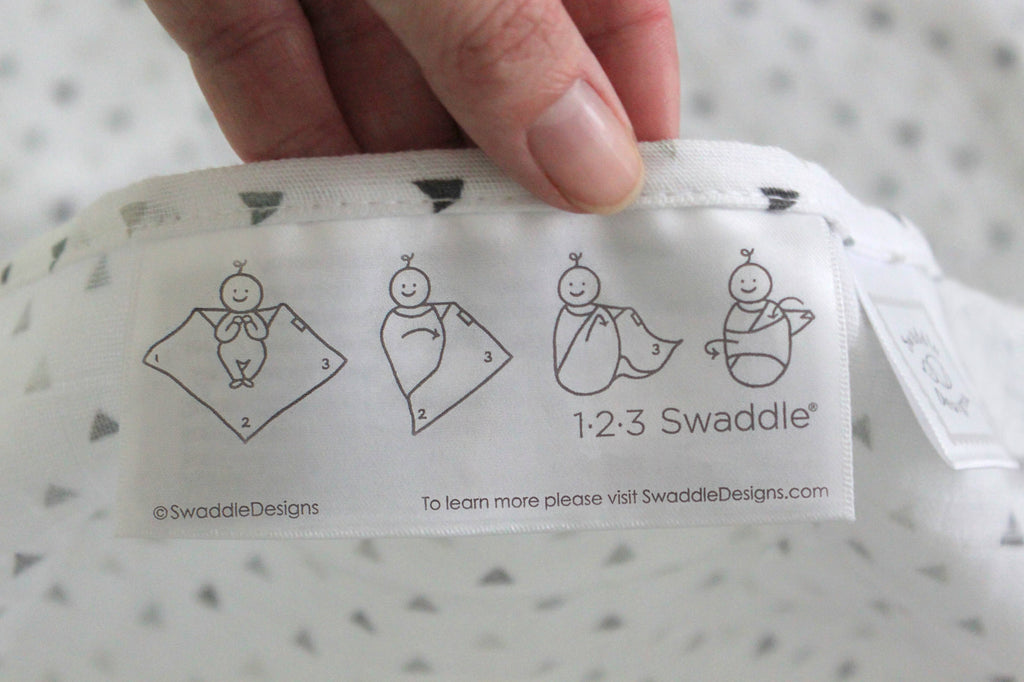 1 2 3
2 3
3
1·2·3 Swaddle®
©SwaddleDesigns
To learn more please visit SwaddleDesigns.com